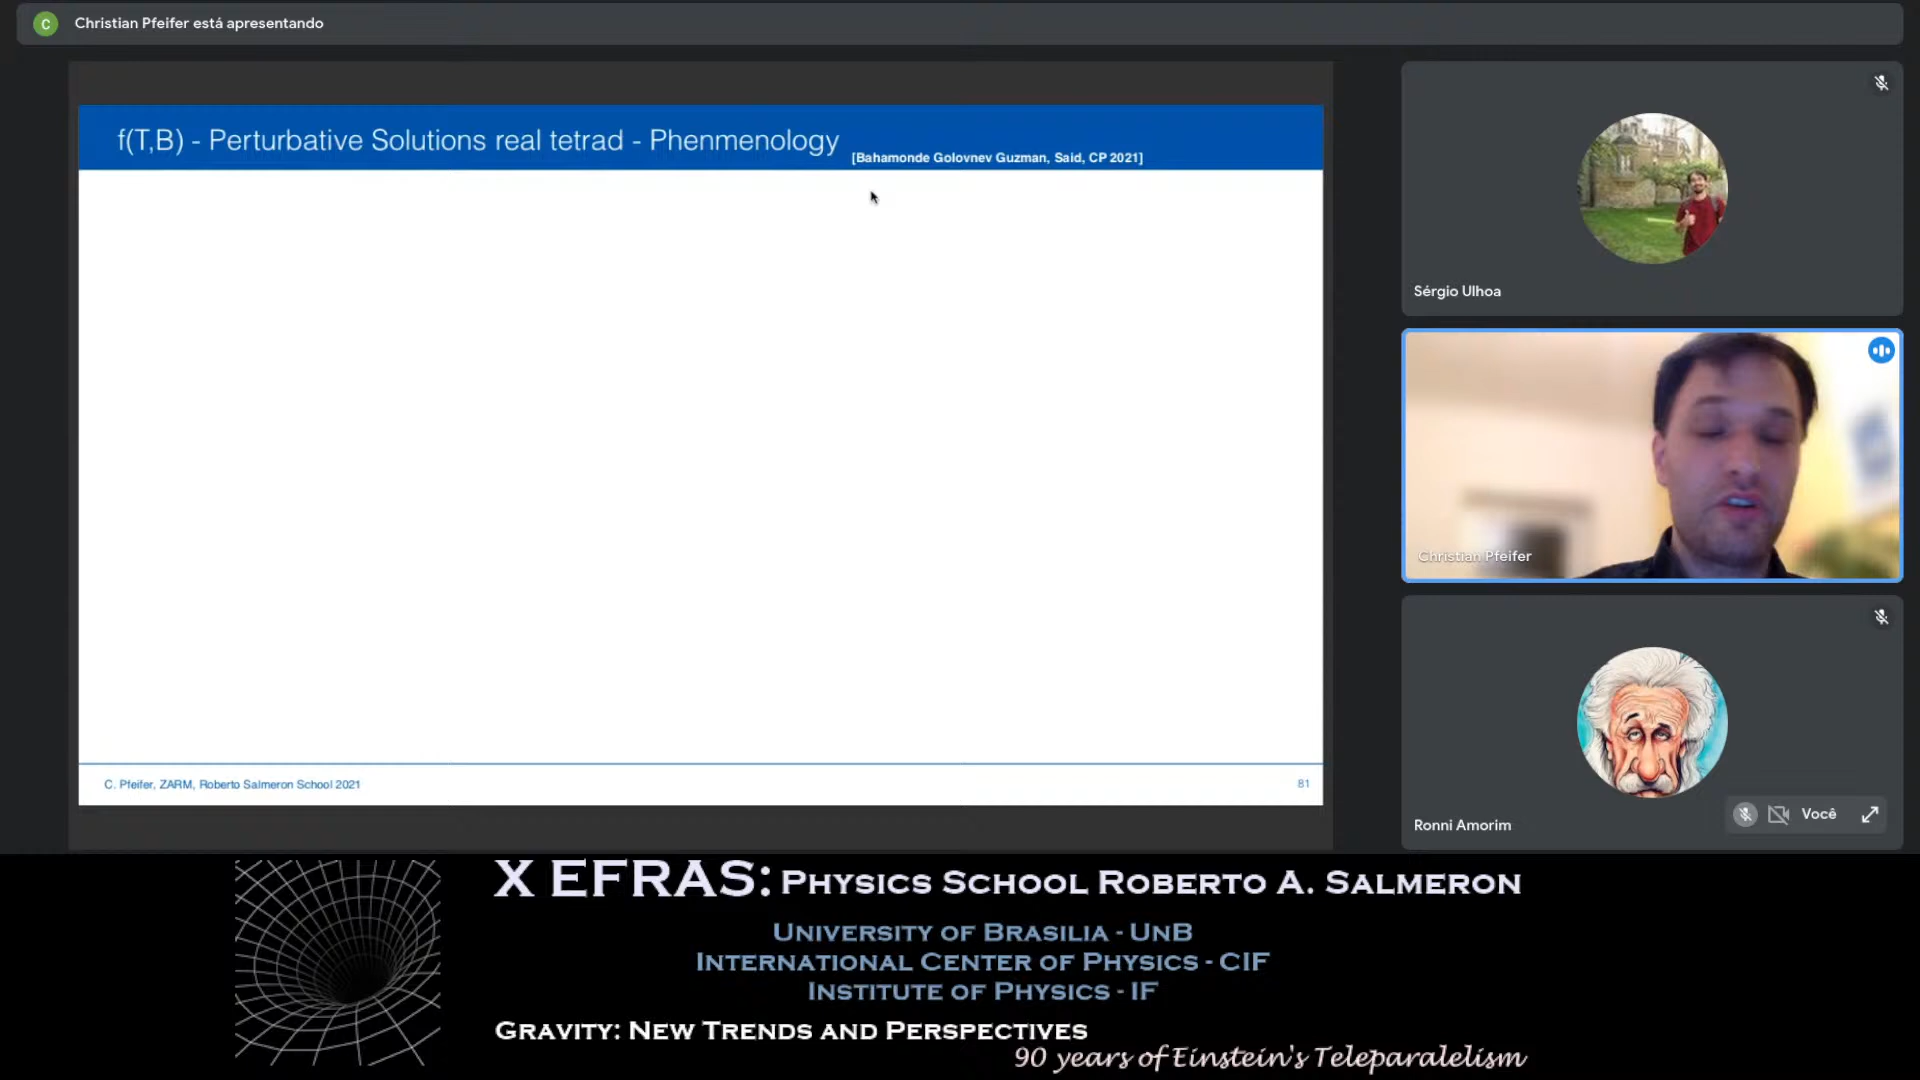 C
Christian Pfeifer está apresentando
f(T,B) - Perturbative Solutions real tetrad - Phenmenology
[Bahamonde Golovnev Guzman, Said, CP 2021]
C. Pfeifer, ZARM, Roberto Salmeron School 2021
81
Sérgio Ulhoa
Christian Pfeifer
Ronni Amorim
Você
X EFRAS: Physics School Roberto A. Salmeron
University of Brasilia - UnB
International Center of Physics - CIF
Institute of Physics - IF
Gravity: New Trends and Perspectives
90 years of Einstein's Teleparalelism